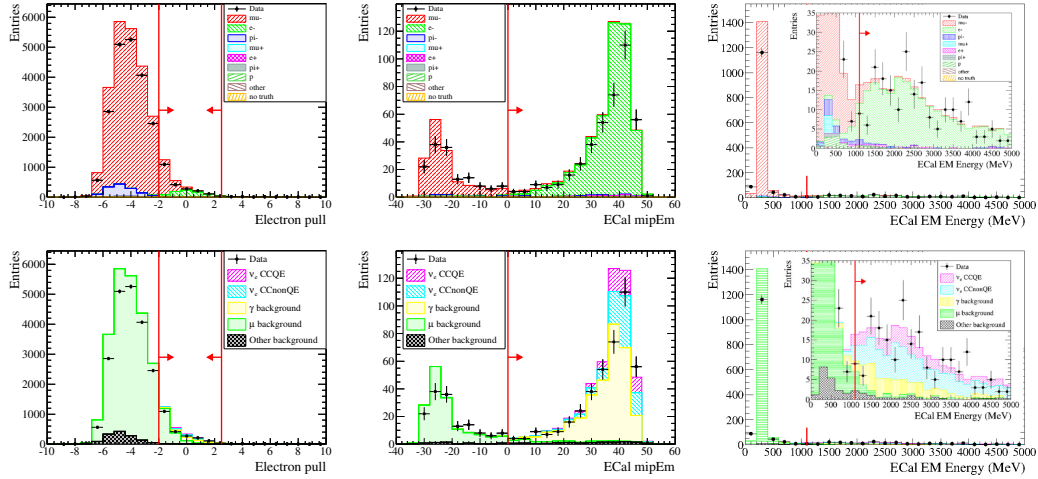 Entries
6000
5000
4000
3000
2000
1000
0
-10 -8 -6 -4 -2 0 2 4 6 8 10
Electron pull
Data
mu-
e-
pi-
mu+
e+
pi+
p
other
no truth
Entries
120
100
80
60
40
20
0
-40 -30 -20 -10 0 10 20 30 40 50 60
ECal mipEm
Data
mu-
e-
pi-
mu+
e+
pi+
p
other
no truth
Entries
1400
1200
1000
800
600
400
200
0
0 500 1000 1500 2000 2500 3000 3500 4000 4500 5000
ECal EM Energy (MeV)
Entries
35
30
25
20
15
10
5
0
0 500 1000 1500 2000 2500 3000 3500 4000 4500 5000
ECal EM Energy (MeV)
Data
mu-
e-
pi-
mu+
e+
pi+
p
other
no truth
Entries
6000
5000
4000
3000
2000
1000
0
-10 -8 -6 -4 -2 0 2 4 6 8 10
Electron pull
Data
νe CCQE
νe CCnonQE
γ background
μ background
Other background
Entries
120
100
80
60
40
20
0
-40 -30 -20 -10 0 10 20 30 40 50 60
ECal mipEm
Data
νe CCQE
νe CCnonQE
γ background
μ background
Other background
Entries
1400
1200
1000
800
600
400
200
0
0 500 1000 1500 2000 2500 3000 3500 4000 4500 5000
ECal EM Energy (MeV)
Entries
35
30
25
20
15
10
5
0
0 500 1000 1500 2000 2500 3000 3500 4000 4500 5000
ECal EM Energy (MeV)
Data
νe CCQE
νe CCnonQE
γ background
μ background
Other background